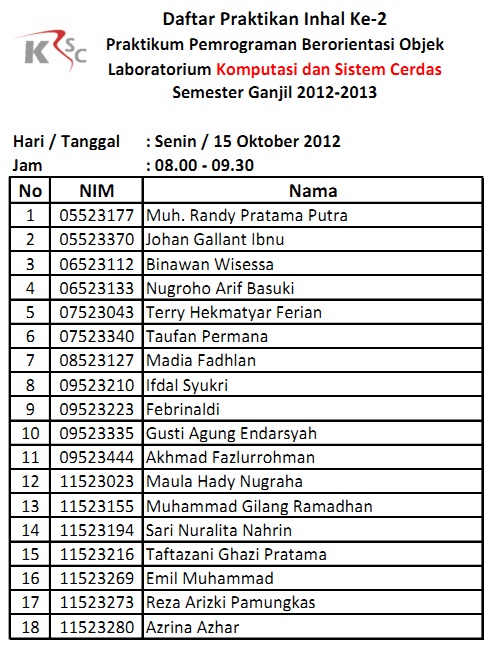 KSC
Daftar Praktikan Inhal Ke-2
Praktikum Pemrograman Berorientasi Objek
Laboratorium Komputasi dan Sistem Cerdas
Semester Ganjil 2012-2013
Hari / Tanggal : Senin / 15 Oktober 2012
Jam : 08.00 - 09.30
No NIM Nama
1 05523177 Muh. Randy Pratama Putra
2 05523370 Johan Gallant Ibnu
3 06523112 Binawan Wisessa
4 06523133 Nugroho Arif Basuki
5 07523043 Terry Hekmatyar Ferian
6 07523340 Taufan Permana
7 08523127 Madia Fadhlan
8 09523210 Ifdal Syukri
9 09523223 Febrinaldi
10 09523335 Gusti Agung Endarsyah
11 09523444 Akhmad Fazlurrohman
12 11523023 Maula Hady Nugraha
13 11523155 Muhammad Gilang Ramadhan
14 11523194 Sari Nuralita Nahrin
15 11523216 Taftazani Ghazi Pratama
16 11523269 Emil Muhammad
17 11523273 Reza Arizki Pamungkas
18 11523280 Azrina Azhar